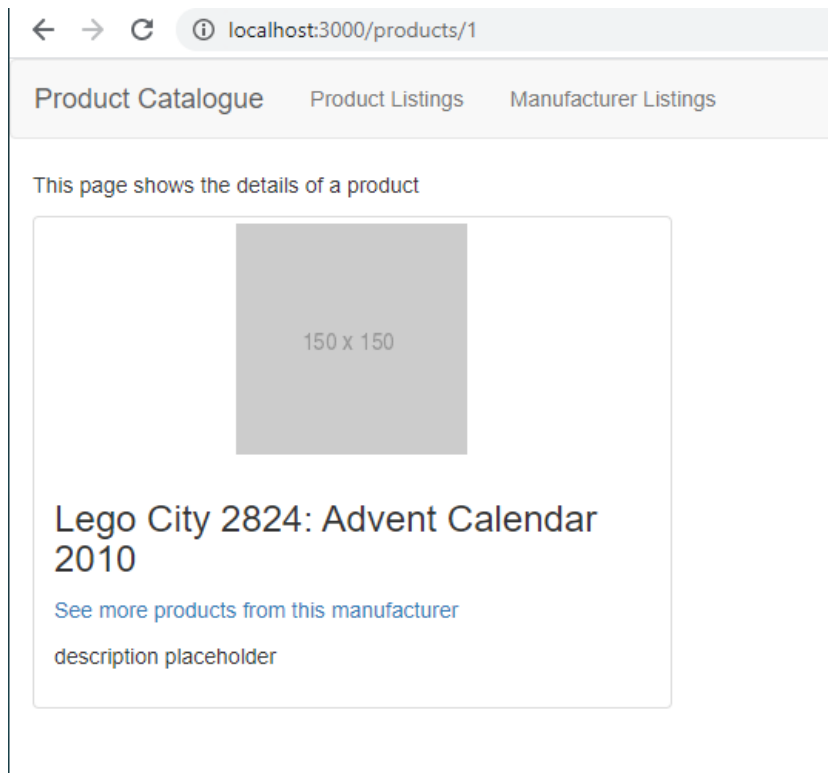 localhost:3000/products/1
Product Catalogue Product Listings Manufacturer Listings
This page shows the details of a product
150 x 150
Lego City 2824: Advent Calendar
2010
See more products from this manufacturer
description placeholder